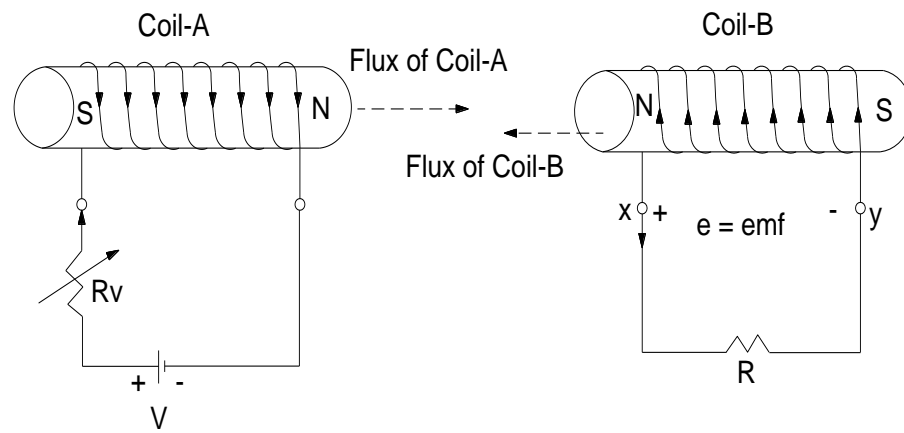 Coil-A
Coil-B
Flux of Coil-A
S
N
N
S
Flux of Coil-B
x
+
e = emf
-
y
Rv
R
+
-
V